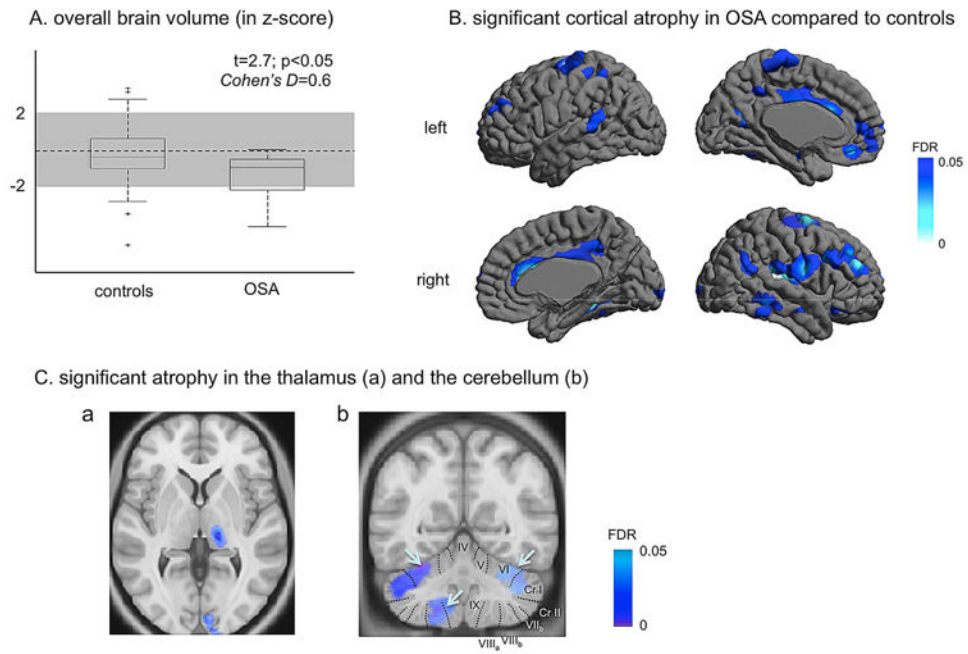 A. overall brain volume (in z-score)
t=2.7; p<0.05
Cohen's D=0.6
2
-2
controls
OSA
B. significant cortical atrophy in OSA compared to controls
left
right
FDR
0.05
0
C. significant atrophy in the thalamus (a) and the cerebellum (b)
a
b
IV
V
VI
Cr I
Cr II
IX
VIIb
VIIIa
VIIIb
FDR
0.05
0